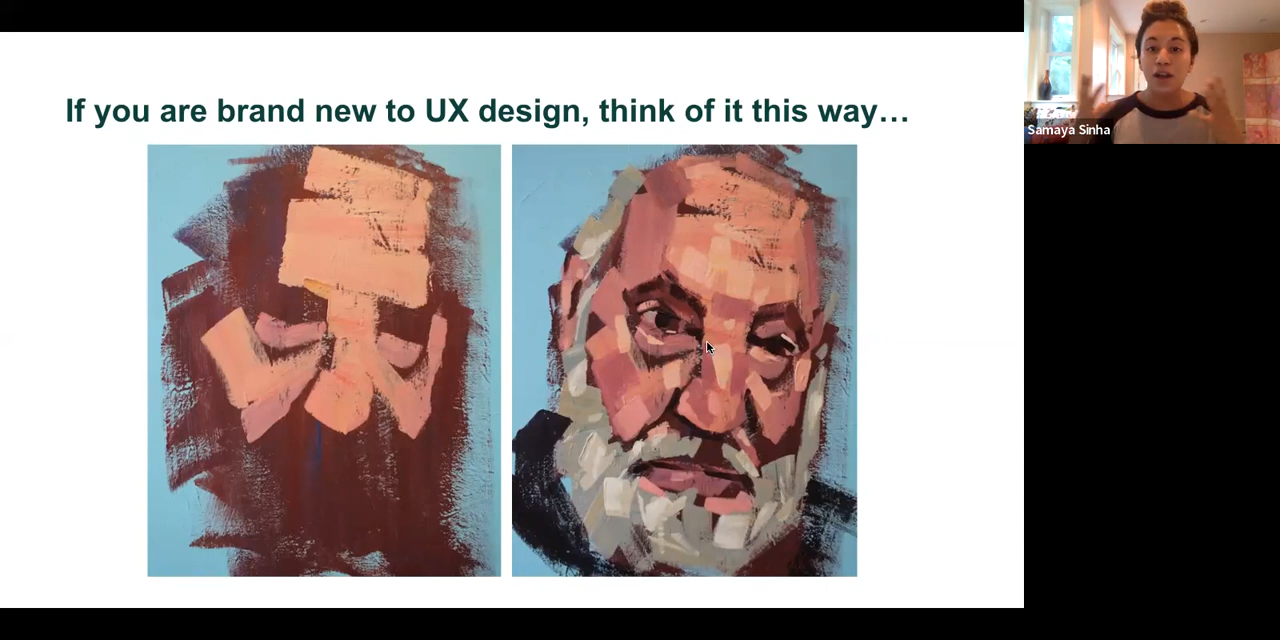 If you are brand new to UX design, think of it this way…
Samaya Sinha